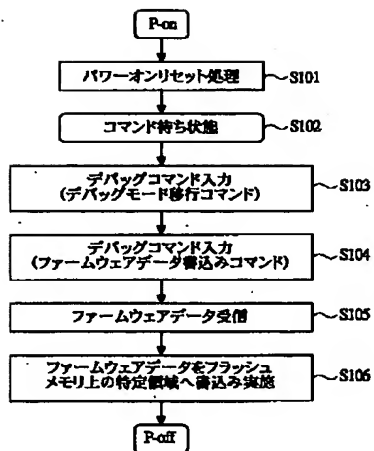 P-on
パワーオンリセット処理
S101
コマンド待ち状態
S102
デバッグコマンド入力
(デバッグモード移行コマンド)
S103
デバッグコマンド入力
(ファームウェアデータ書込みコマンド)
S104
ファームウェアデータ受信
S105
ファームウェアデータをフラッシュ
メモリ上の特定領域へ書込み実施
S106
P-off